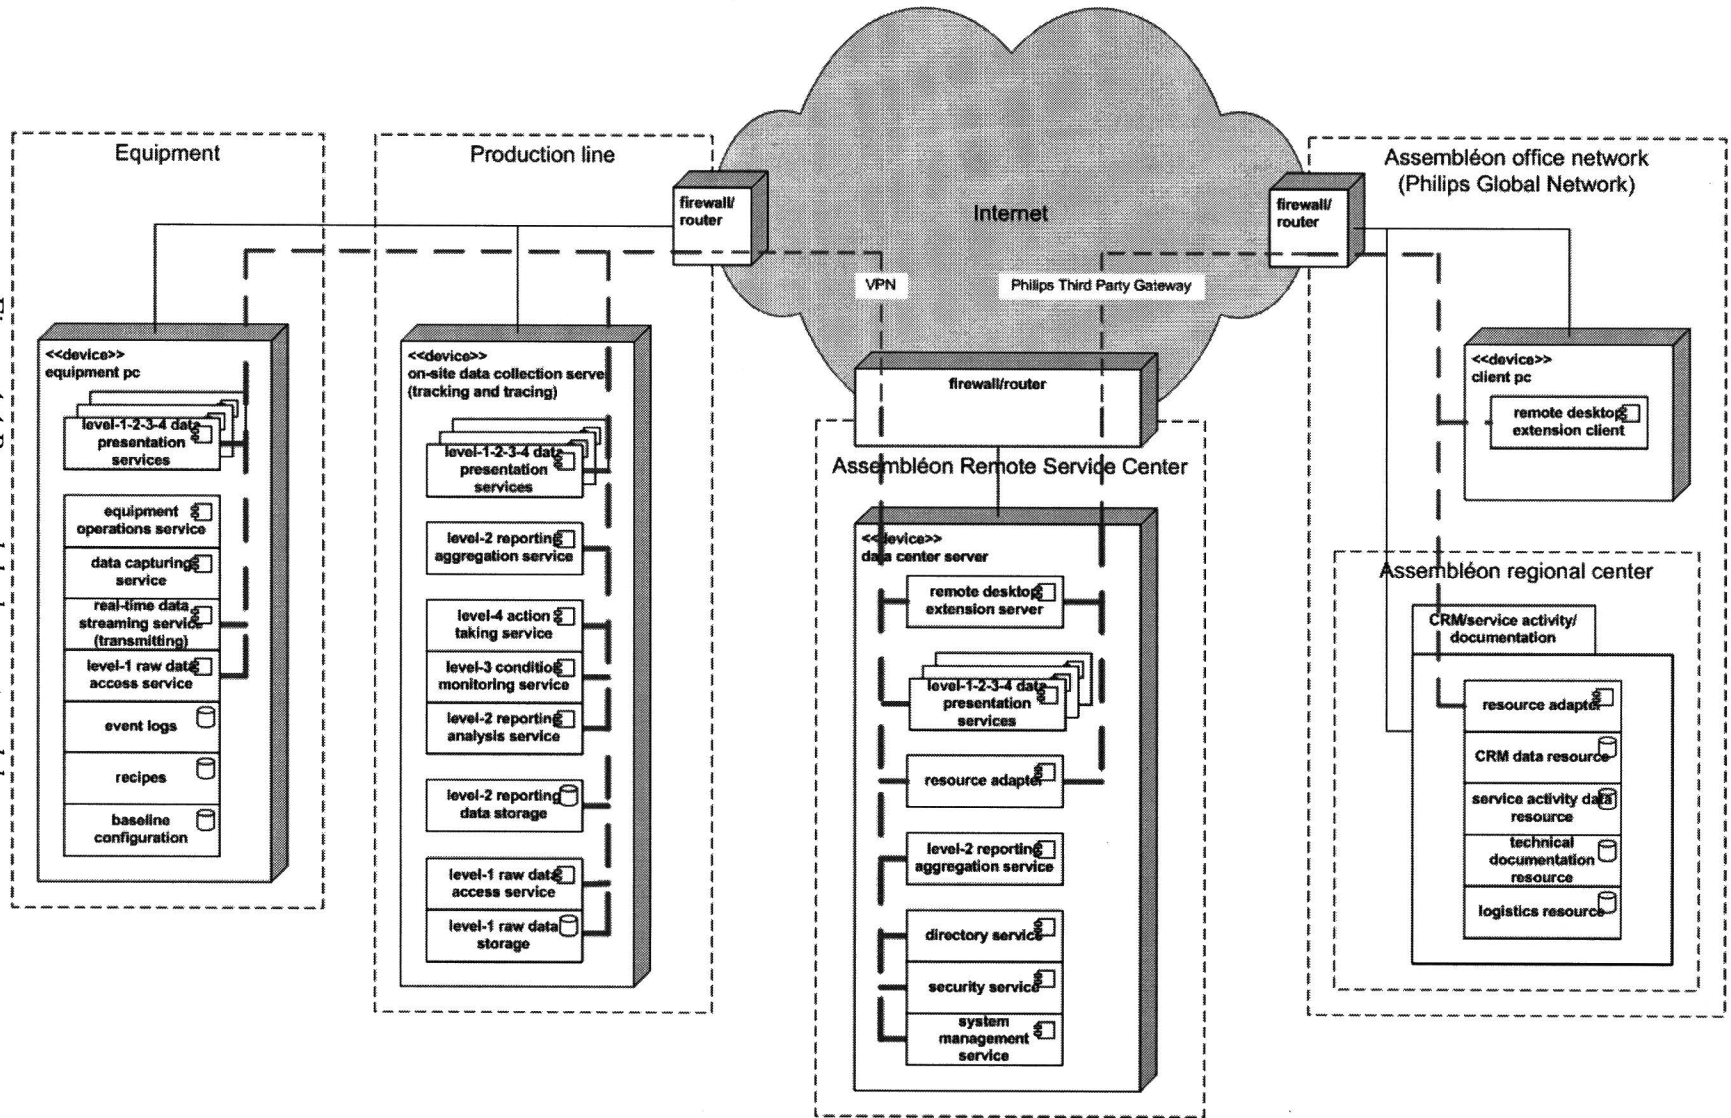 Equipment
<<device>>
equipment pc
level-1-2-3-4 data
presentation
services
equipment
operations service
data capturing
service
real-time data
streaming service
(transmitting)
level-1 raw data
access service
event logs
recipes
baseline
configuration
Production line
<<device>>
on-site data collection server
(tracking and tracing)
level-1-2-3-4 data
presentation
services
level-2 reporting
aggregation service
level-4 action
taking service
level-3 condition
monitoring service
level-2 reporting
analysis service
level-2 reporting
data storage
level-1 raw data
access service
level-1 raw data
storage
firewall/
router
Internet
VPN
Philips Third Party Gateway
firewall/router
Assembléon Remote Service Center
<<device>>
data center server
remote desktop
extension server
level-1-2-3-4 data
presentation
services
resource adapter
level-2 reporting
aggregation service
directory service
security service
system
management
service
firewall/
router
Assembléon office network
(Philips Global Network)
<<device>>
client pc
remote desktop
extension client
Assembléon regional center
CRM/service activity/
documentation
resource adapter
CRM data resource
service activity data
resource
technical
documentation
resource
logistics resource